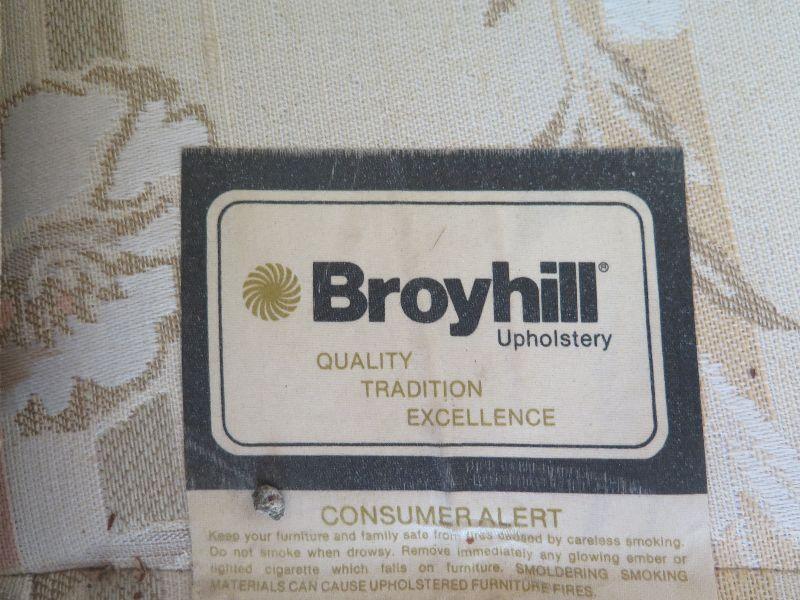 Broyhill®
Upholstery
QUALITY
TRADITION
EXCELLENCE
CONSUMER ALERT
Keep your furniture and family safe from fires caused by careless smoking.
Do not smoke when drowsy. Remove immediately any glowing ember or
lighted cigarette which falls on furniture. SMOLDERING SMOKING
MATERIALS CAN CAUSE UPHOLSTERED FURNITURE FIRES.